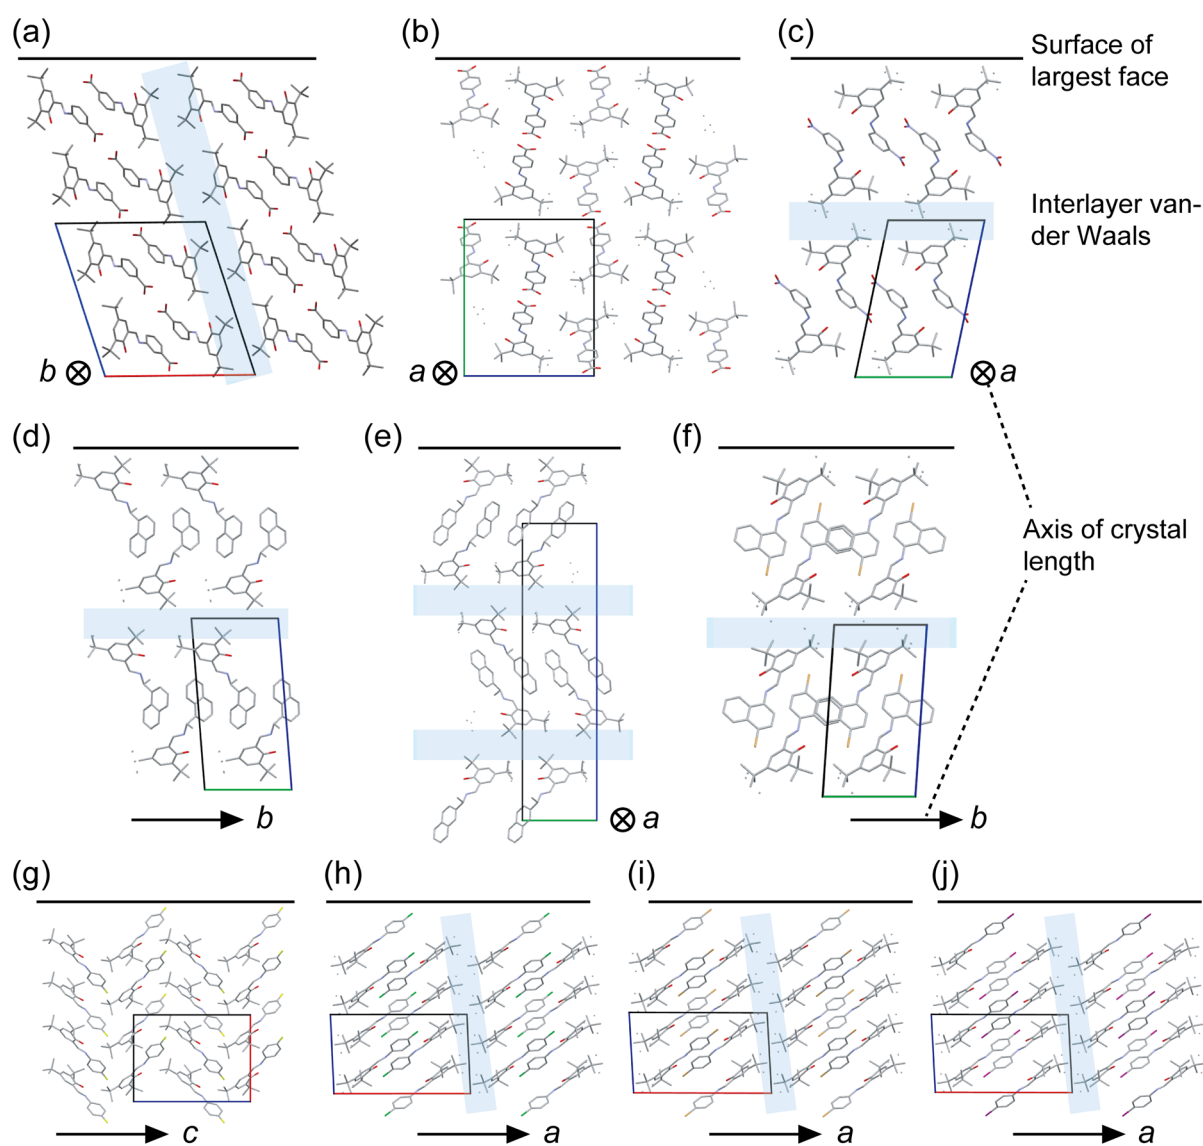 (a)
(b)
(c)
Surface of
largest face
Interlayer van-
der Waals
b
a
a
(d)
(e)
(f)
Axis of crystal
length
b
a
b
(g)
(h)
(i)
(j)
c
a
a
a